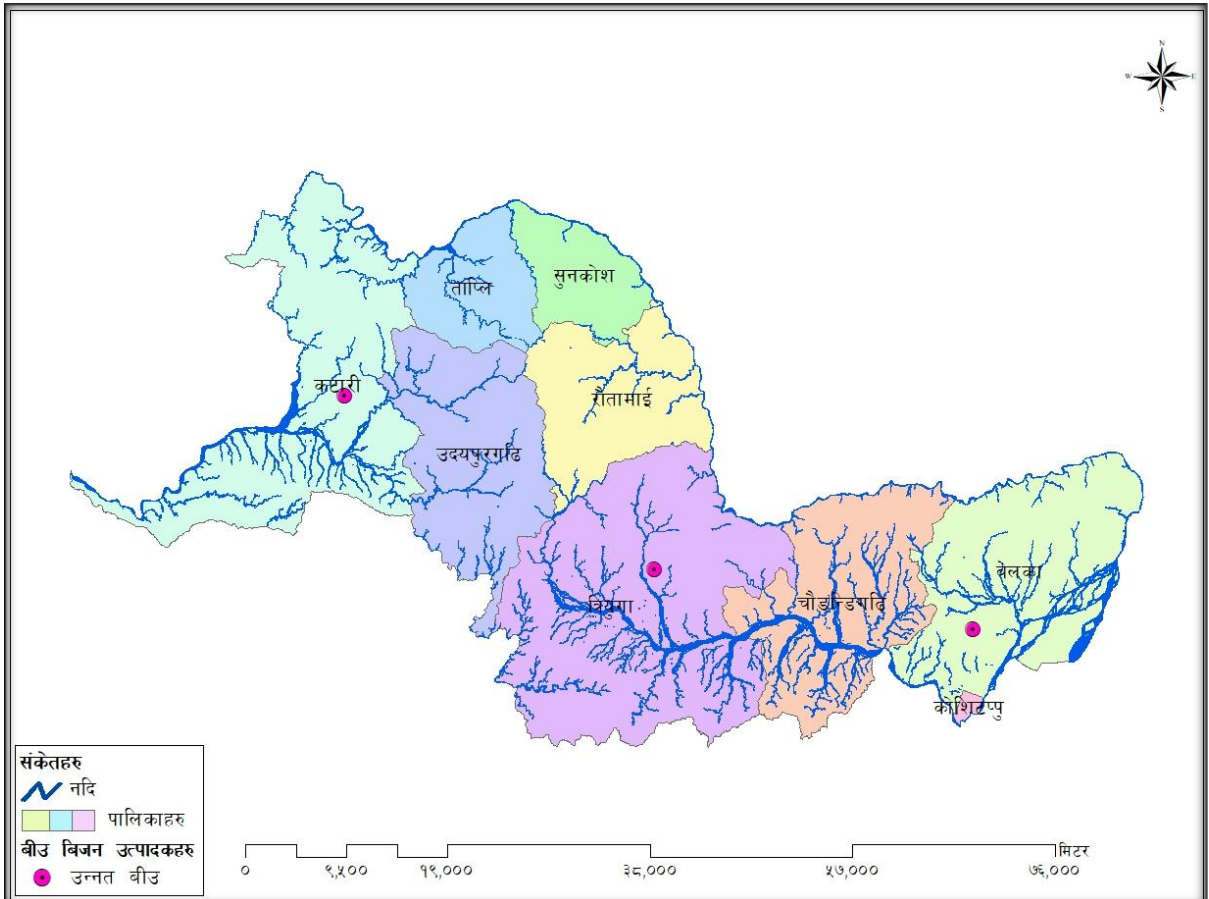 N
W E
S
ताप्लि
सुनकोश
कटारी
रौतामाई
उदयपुरगढि
बेलका
त्रियुगा
चौदन्डिगढि
कोशिटप्पु
संकेतहरु
नदि
पालिकाहरु
बीउ बिजन उत्पादकहरु
उन्नत बीउ
मिटर
० ९,५०० १९,००० ३८,००० ५७,००० ७६,०००